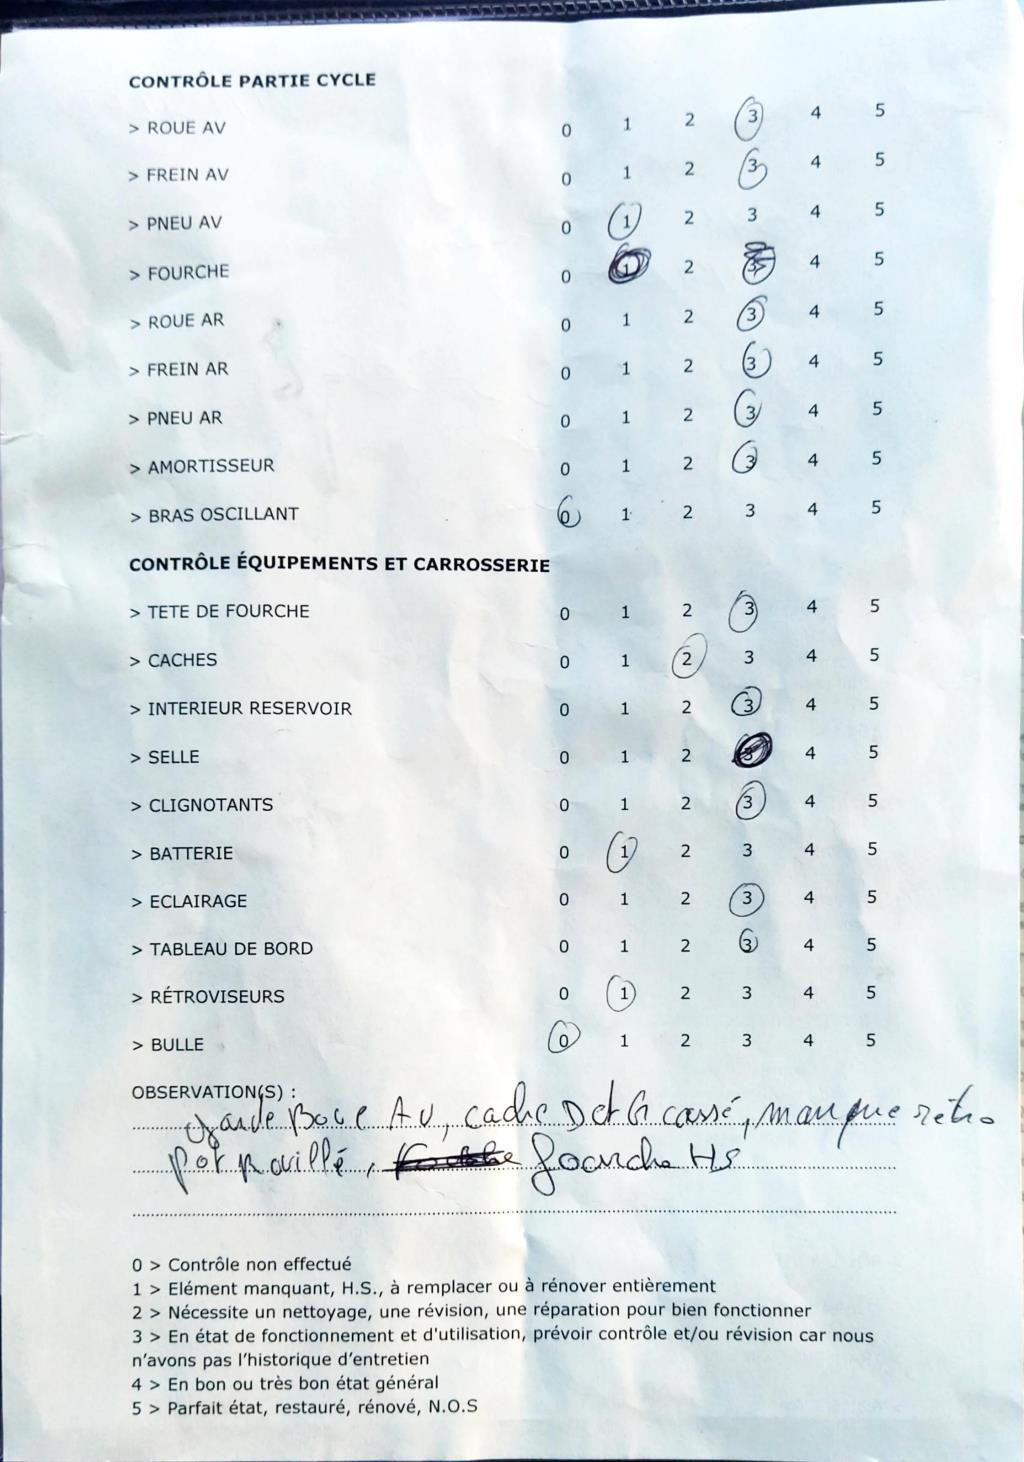 CONTRÔLE PARTIE CYCLE
> ROUE AV 0 1 2 3 4 5
> FREIN AV 0 1 2 3 4 5
> PNEU AV 0 1 2 3 4 5
> FOURCHE 0 1 2 3 4 5
> ROUE AR 0 1 2 3 4 5
> FREIN AR 0 1 2 3 4 5
> PNEU AR 0 1 2 3 4 5
> AMORTISSEUR 0 1 2 3 4 5
> BRAS OSCILLANT 0 1 2 3 4 5
CONTRÔLE ÉQUIPEMENTS ET CARROSSERIE
> TETE DE FOURCHE 0 1 2 3 4 5
> CACHES 0 1 2 3 4 5
> INTERIEUR RESERVOIR 0 1 2 3 4 5
> SELLE 0 1 2 3 4 5
> CLIGNOTANTS 0 1 2 3 4 5
> BATTERIE 0 1 2 3 4 5
> ECLAIRAGE 0 1 2 3 4 5
> TABLEAU DE BORD 0 1 2 3 4 5
> RÉTROVISEURS 0 1 2 3 4 5
> BULLE 0 1 2 3 4 5
OBSERVATION(S) :
garde Boue AV, cache D et G cassé, manque rétro
Pot Rouillé, fourche HS
0 > Contrôle non effectué
1 > Elément manquant, H.S., à remplacer ou à rénover entièrement
2 > Nécessite un nettoyage, une révision, une réparation pour bien fonctionner
3 > En état de fonctionnement et d'utilisation, prévoir contrôle et/ou révision car nous
n'avons pas l'historique d'entretien
4 > En bon ou très bon état général
5 > Parfait état, restauré, rénové, N.O.S